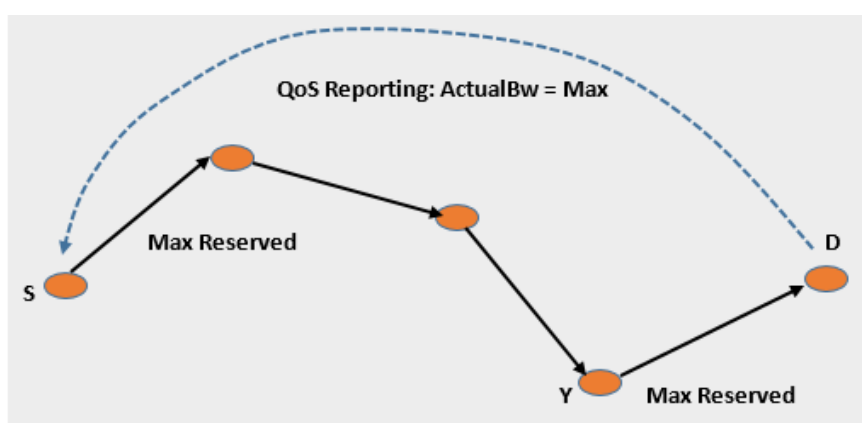 QoS Reporting: ActualBw = Max
Max Reserved
D
S
Y
Max Reserved